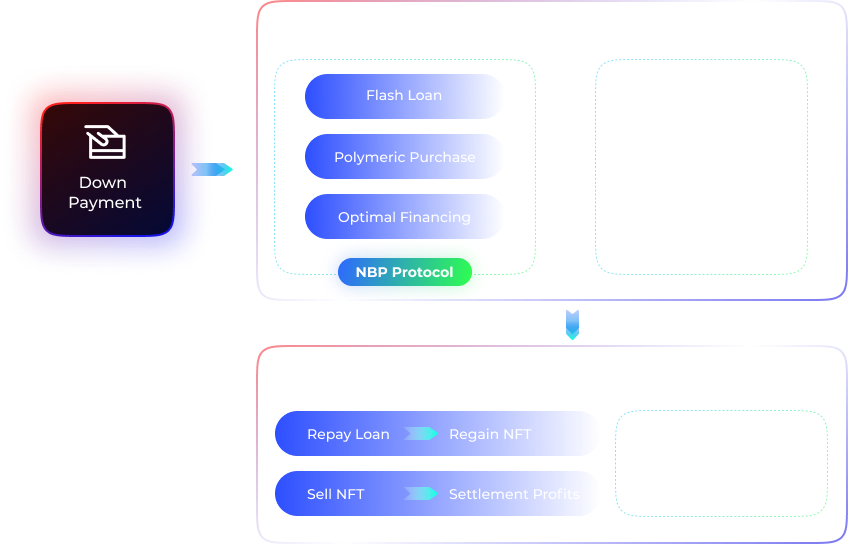 Down
Payment
Flash Loan
Polymeric Purchase
Optimal Financing
NBP Protocol
Repay Loan Regain NFT
Sell NFT Settlement Profits